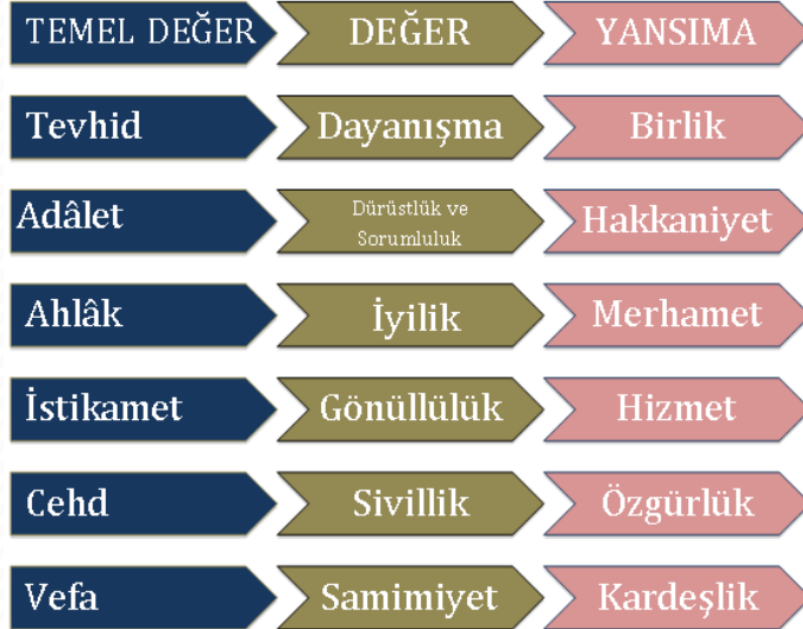 TEMEL DEĞER DEĞER YANSIMA
Tevhid Dayanışma Birlik
Adâlet Dürüstlük ve Sorumluluk Hakkaniyet
Ahlâk İyilik Merhamet
İstikamet Gönüllülük Hizmet
Cehd Sivillik Özgürlük
Vefa Samimiyet Kardeşlik